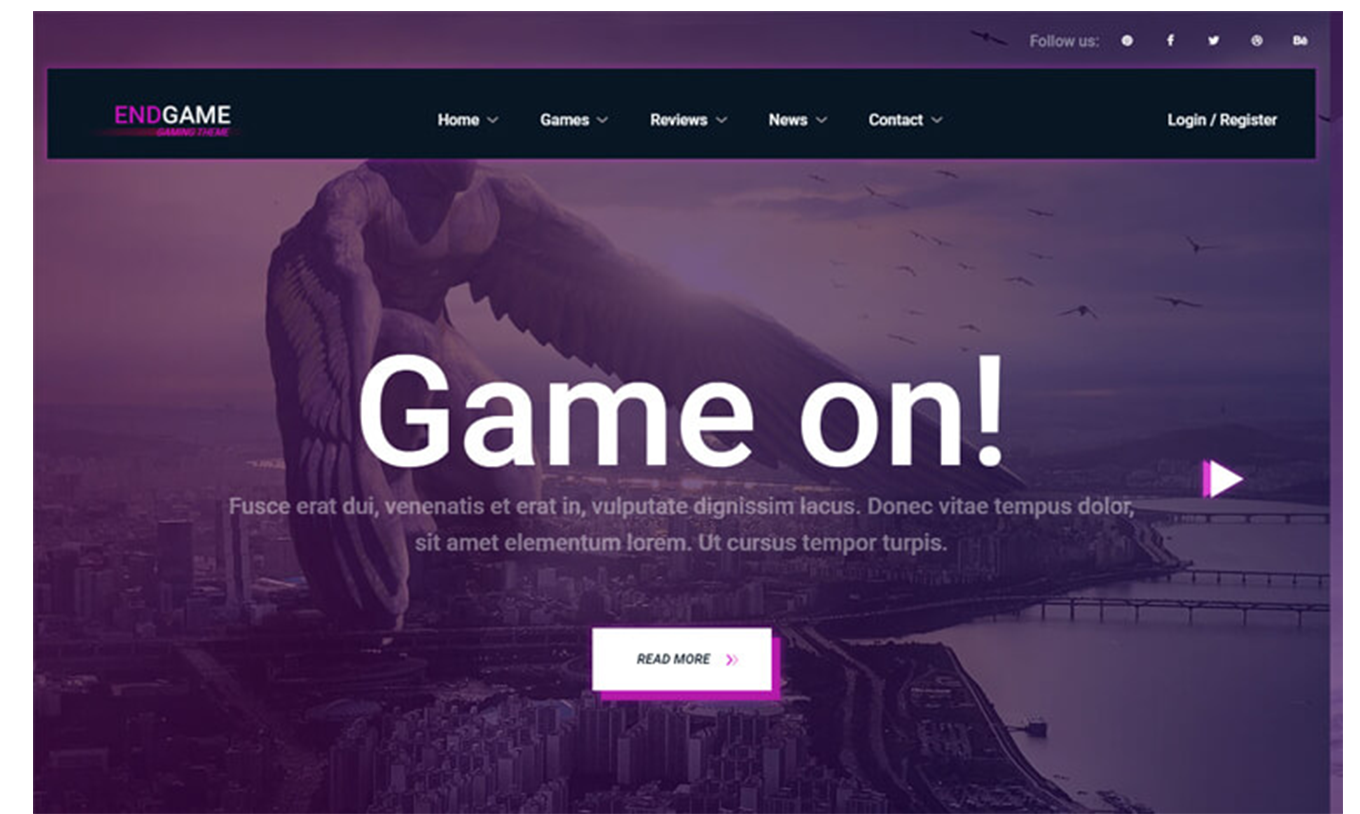 Follow us:
Bē
ENDGAME
GAMING THEME
Home
Games
Reviews
News
Contact
Login / Register
Game on!
Fusce erat dui, venenatis et erat in, vulputate dignissim lacus. Donec vitae tempus dolor,
sit amet elementum lorem. Ut cursus tempor turpis.
READ MORE